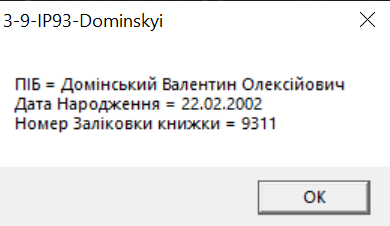 3-9-IP93-Dominskyi
ПІБ = Домінський Валентин Олексійович
Дата Народження = 22.02.2002
Номер Заліковки книжки = 9311
OK